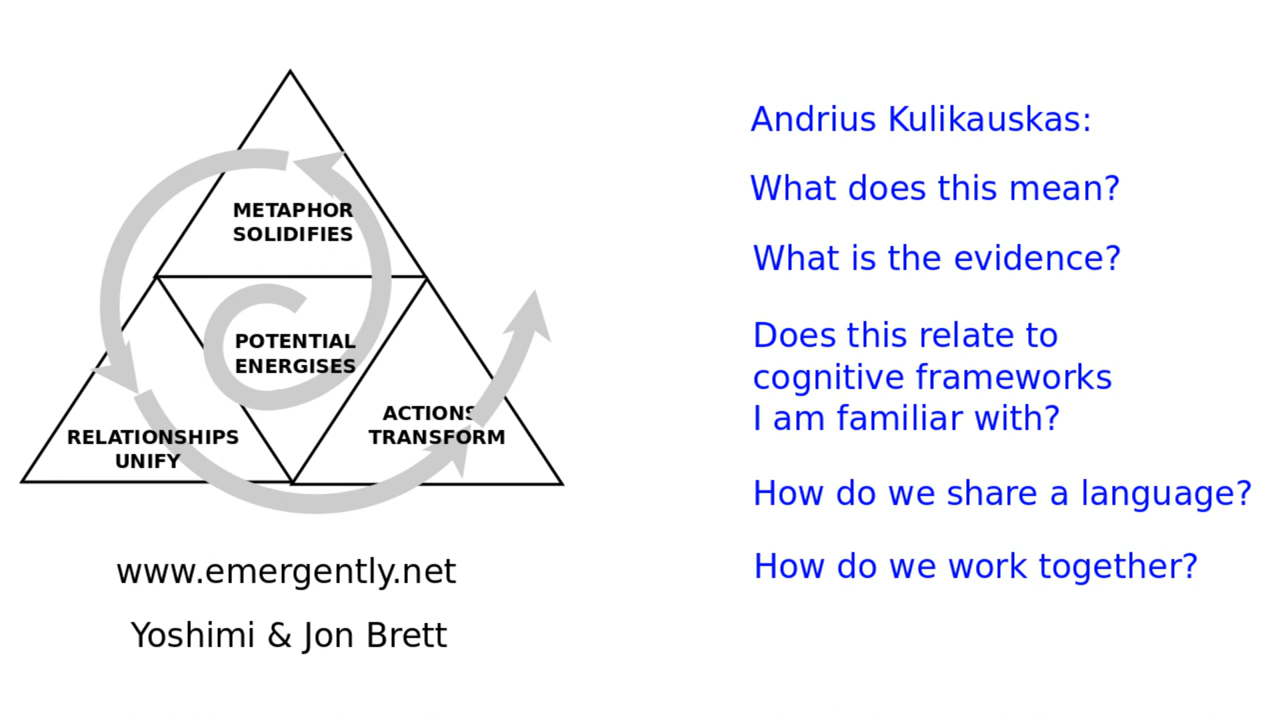 METAPHOR
SOLIDIFIES
POTENTIAL
ENERGISES
RELATIONSHIPS
UNIFY
ACTIONS
TRANSFORM
www.emergently.net
Yoshimi & Jon Brett
Andrius Kulikauskas:
What does this mean?
What is the evidence?
Does this relate to
cognitive frameworks
I am familiar with?
How do we share a language?
How do we work together?